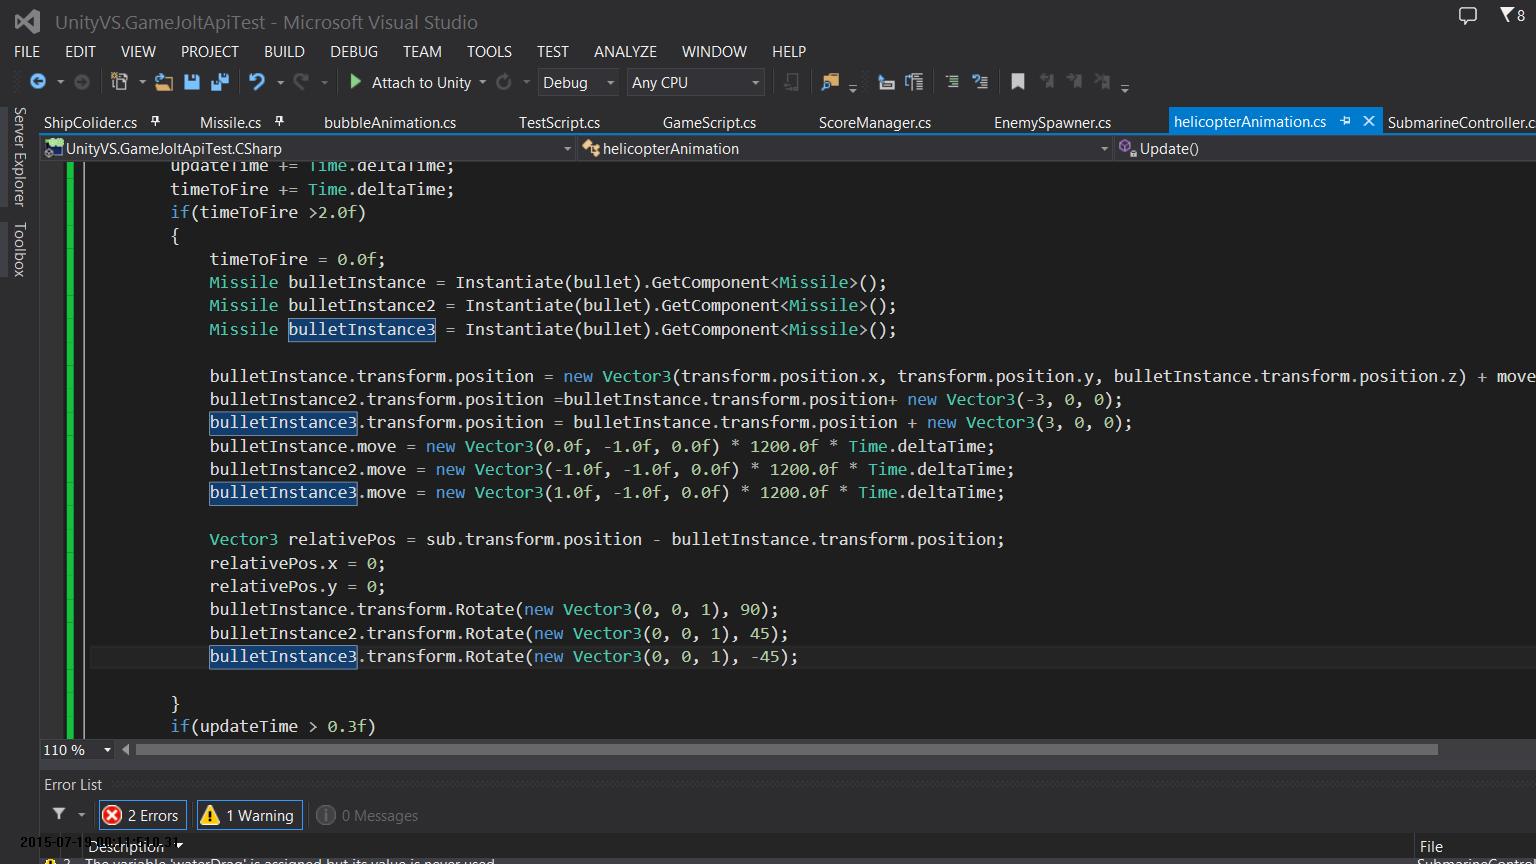 UnityVS.GameJoltApiTest - Microsoft Visual Studio
8
FILE EDIT VIEW PROJECT BUILD DEBUG TEAM TOOLS TEST ANALYZE WINDOW HELP
Attach to Unity Debug Any CPU
Server Explorer
Toolbox
ShipColider.cs Missile.cs bubbleAnimation.cs TestScript.cs GameScript.cs ScoreManager.cs EnemySpawner.cs helicopterAnimation.cs SubmarineController.cs
UnityVS.GameJoltApiTest.CSharp helicopterAnimation Update()
updateTime += Time.deltaTime;
timeToFire += Time.deltaTime;
if(timeToFire >2.0f)
{
timeToFire = 0.0f;
Missile bulletInstance = Instantiate(bullet).GetComponent<Missile>();
Missile bulletInstance2 = Instantiate(bullet).GetComponent<Missile>();
Missile bulletInstance3 = Instantiate(bullet).GetComponent<Missile>();
bulletInstance.transform.position = new Vector3(transform.position.x, transform.position.y, bulletInstance.transform.position.z) + move
bulletInstance2.transform.position =bulletInstance.transform.position+ new Vector3(-3, 0, 0);
bulletInstance3.transform.position = bulletInstance.transform.position + new Vector3(3, 0, 0);
bulletInstance.move = new Vector3(0.0f, -1.0f, 0.0f) * 1200.0f * Time.deltaTime;
bulletInstance2.move = new Vector3(-1.0f, -1.0f, 0.0f) * 1200.0f * Time.deltaTime;
bulletInstance3.move = new Vector3(1.0f, -1.0f, 0.0f) * 1200.0f * Time.deltaTime;
Vector3 relativePos = sub.transform.position - bulletInstance.transform.position;
relativePos.x = 0;
relativePos.y = 0;
bulletInstance.transform.Rotate(new Vector3(0, 0, 1), 90);
bulletInstance2.transform.Rotate(new Vector3(0, 0, 1), 45);
bulletInstance3.transform.Rotate(new Vector3(0, 0, 1), -45);
}
if(updateTime > 0.3f)
110 %
Error List
2 Errors 1 Warning 0 Messages
Description File
The variable 'waterDrag' is assigned but its value is never used